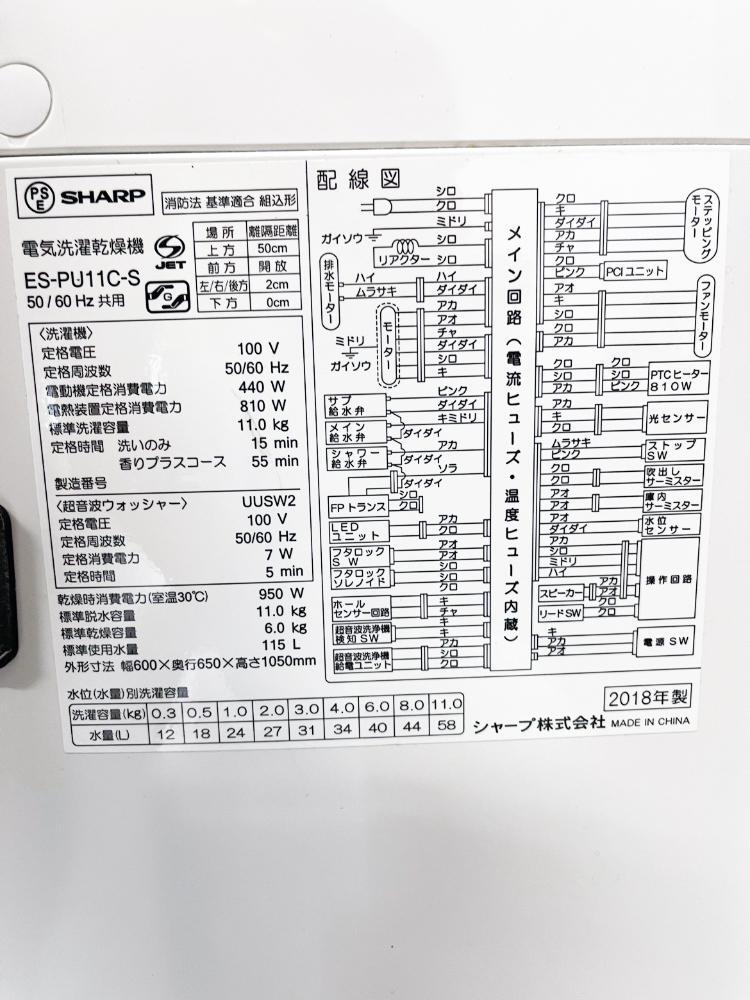 PSE SHARP
消防法 基準適合 組込形
電気洗濯乾燥機
JET
ES-PU11C-S
50/60 Hz 共用
G
場所 離隔距離
上方 50cm
前方 開放
左/右/後方 2cm
下方 0cm
〈洗濯機〉
定格電圧 100 V
定格周波数 50/60 Hz
電動機定格消費電力 440 W
電熱装置定格消費電力 810 W
標準洗濯容量 11.0 kg
定格時間 洗いのみ 15 min
香りプラスコース 55 min
製造番号
〈超音波ウォッシャー〉 UUSW2
定格電圧 100 V
定格周波数 50/60 Hz
定格消費電力 7 W
定格時間 5 min
乾燥時消費電力(室温30℃) 950 W
標準脱水容量 11.0 kg
標準乾燥容量 6.0 kg
標準使用水量 115 L
外形寸法 幅600×奥行650×高さ1050mm
水位(水量)別洗濯容量
洗濯容量(kg) 0.3 0.5 1.0 2.0 3.0 4.0 6.0 8.0 11.0
水量(L) 12 18 24 27 31 34 40 44 58
配線図
シロ
クロ
ミドリ
ガイソウ
シロ
リアクター シロ
排水モーター
ハイ ハイ
ムラサキ ダイダイ
モーター
アカ
アオ
チャ
ダイダイ
シロ
キ
ミドリ
ガイソウ
ピンク
サブ給水弁
ダイダイ
キミドリ
メイン給水弁
ダイダイ
アカ
シャワー給水弁
ダイダイ
ソラ
ダイダイ
シロ
FPトランス クロ
LEDユニット
アカ
クロ
フタロックSW
アオ
アオ
フタロックソレノイド
シロ
シロ
クロ
ホールセンサー回路
キ
チャ
超音波洗浄機検知SW
キ
キ
超音波洗浄機給電ユニット
アカ
シロ
クロ
メイン回路(電流ヒューズ・温度ヒューズ内蔵)
クロ
キ
ダイダイ
アカ
チャ
ステッピングモーター
クロ
ピンク
PCIユニット
アオ
キ
シロ
クロ
アカ
ファンモーター
クロ クロ
シロ シロ
アオ ピンク
PTCヒーター
810W
クロ
キ
シロ
アカ
光センサー
ムラサキ
ピンク
ストップSW
クロ
クロ
吹出しサーミスター
アオ
アオ
庫内サーミスター
アオ
ダイダイ
水位センサー
アカ
シロ
ミドリ
ハイ
操作回路
スピーカー
アカ
アオ
リードSW
クロ
クロ
キ
アカ
アオ
電源SW
2018年製
シャープ株式会社 MADE IN CHINA